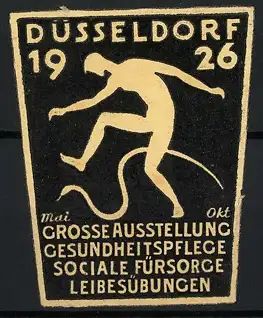 DÜSSELDORF
19 26
Mai Okt
GROSSE AUSSTELLUNG
GESUNDHEITSPFLEGE
SOCIALE FÜRSORGE
LEIBESÜBUNGEN